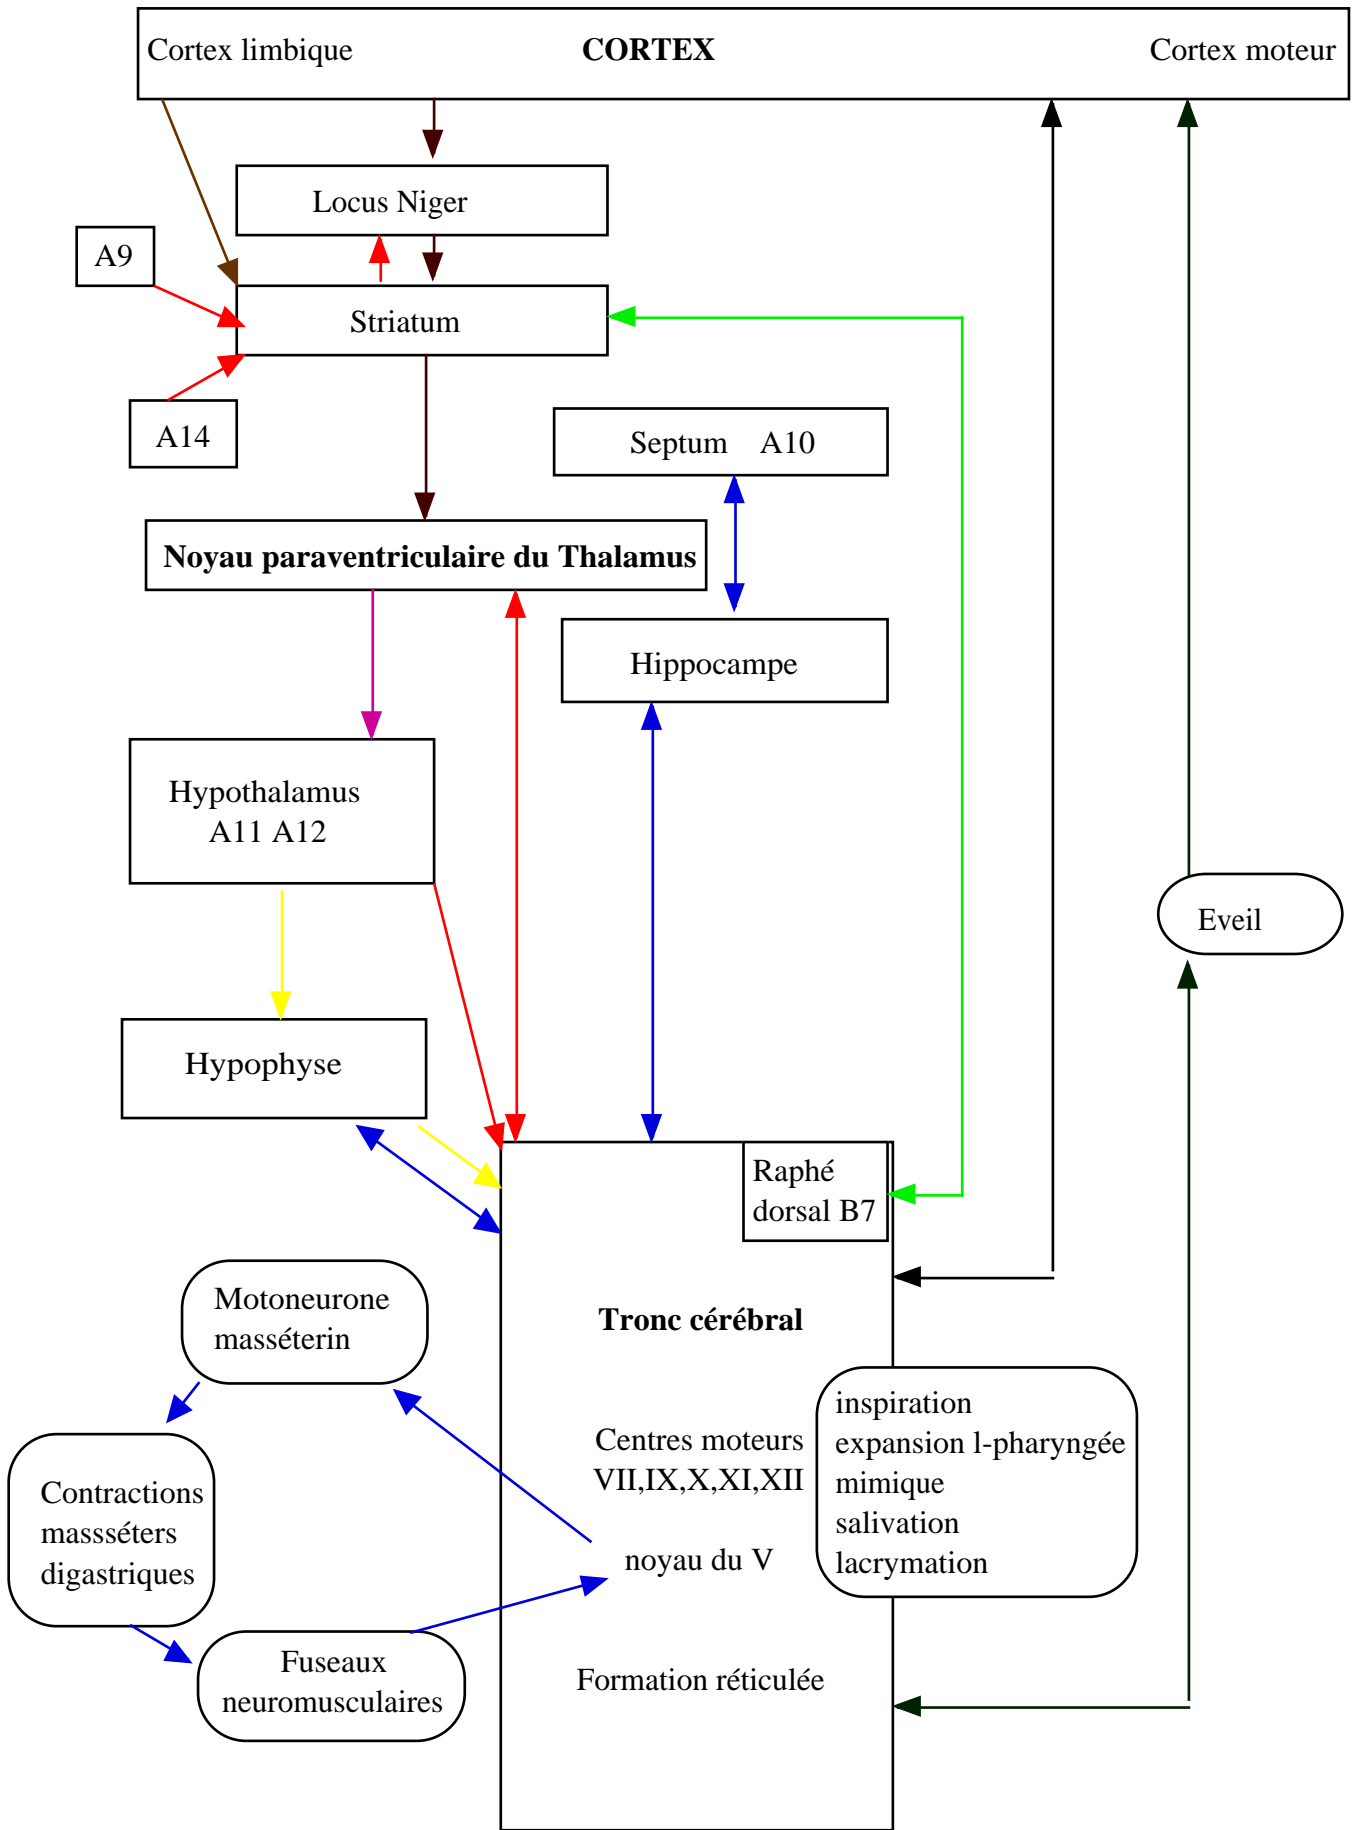 Cortex limbique CORTEX Cortex moteur
Locus Niger
A9
Striatum
A14
Septum A10
Noyau paraventriculaire du Thalamus
Hippocampe
Hypothalamus
A11 A12
Eveil
Hypophyse
Raphé
dorsal B7
Motoneurone
masséterin
Tronc cérébral
inspiration
expansion l-pharyngée
mimique
salivation
lacrymation
Centres moteurs
VII,IX,X,XI,XII
Contractions
massséters
digastriques
noyau du V
Fuseaux
neuromusculaires
Formation réticulée